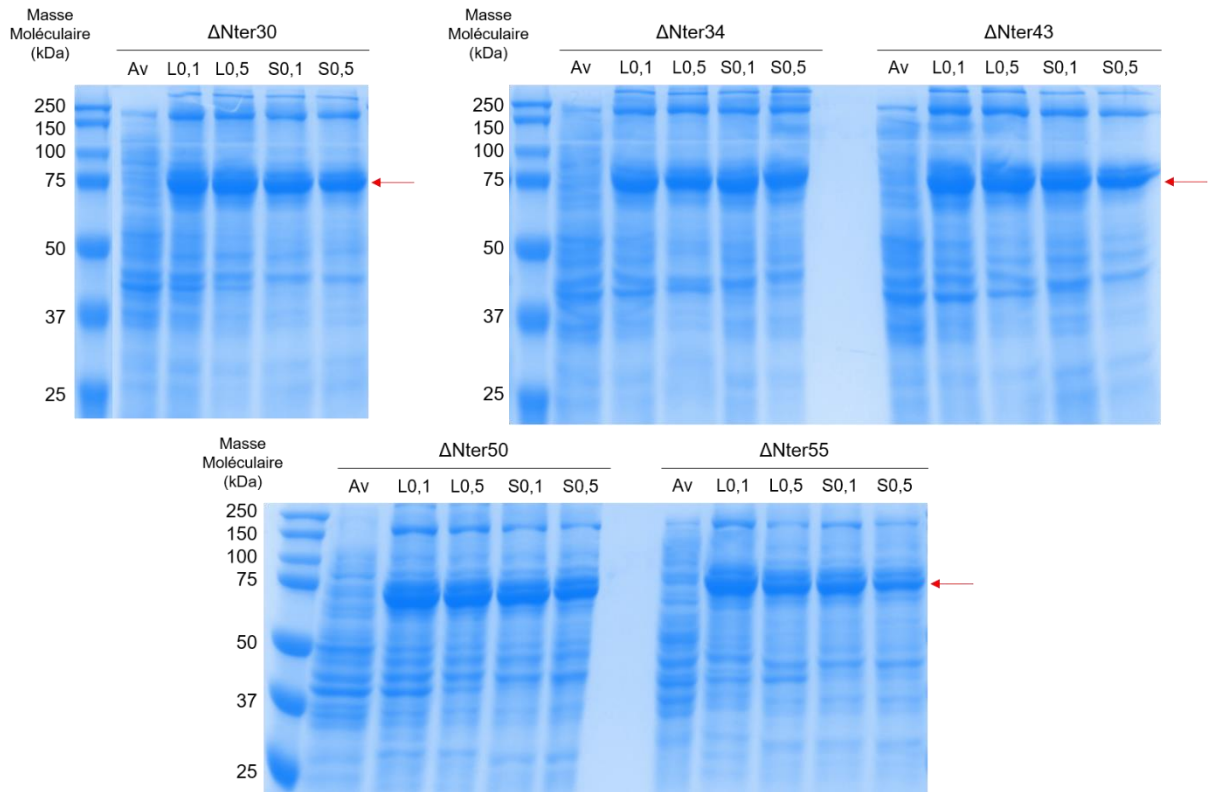 Masse
Moléculaire
(kDa)
ΔNter30
Av L0,1 L0,5 S0,1 S0,5
250
150
100
75
50
37
25
Masse
Moléculaire
(kDa)
ΔNter34 ΔNter43
Av L0,1 L0,5 S0,1 S0,5 Av L0,1 L0,5 S0,1 S0,5
250
150
100
75
50
37
25
Masse
Moléculaire
(kDa)
ΔNter50 ΔNter55
Av L0,1 L0,5 S0,1 S0,5 Av L0,1 L0,5 S0,1 S0,5
250
150
100
75
50
37
25